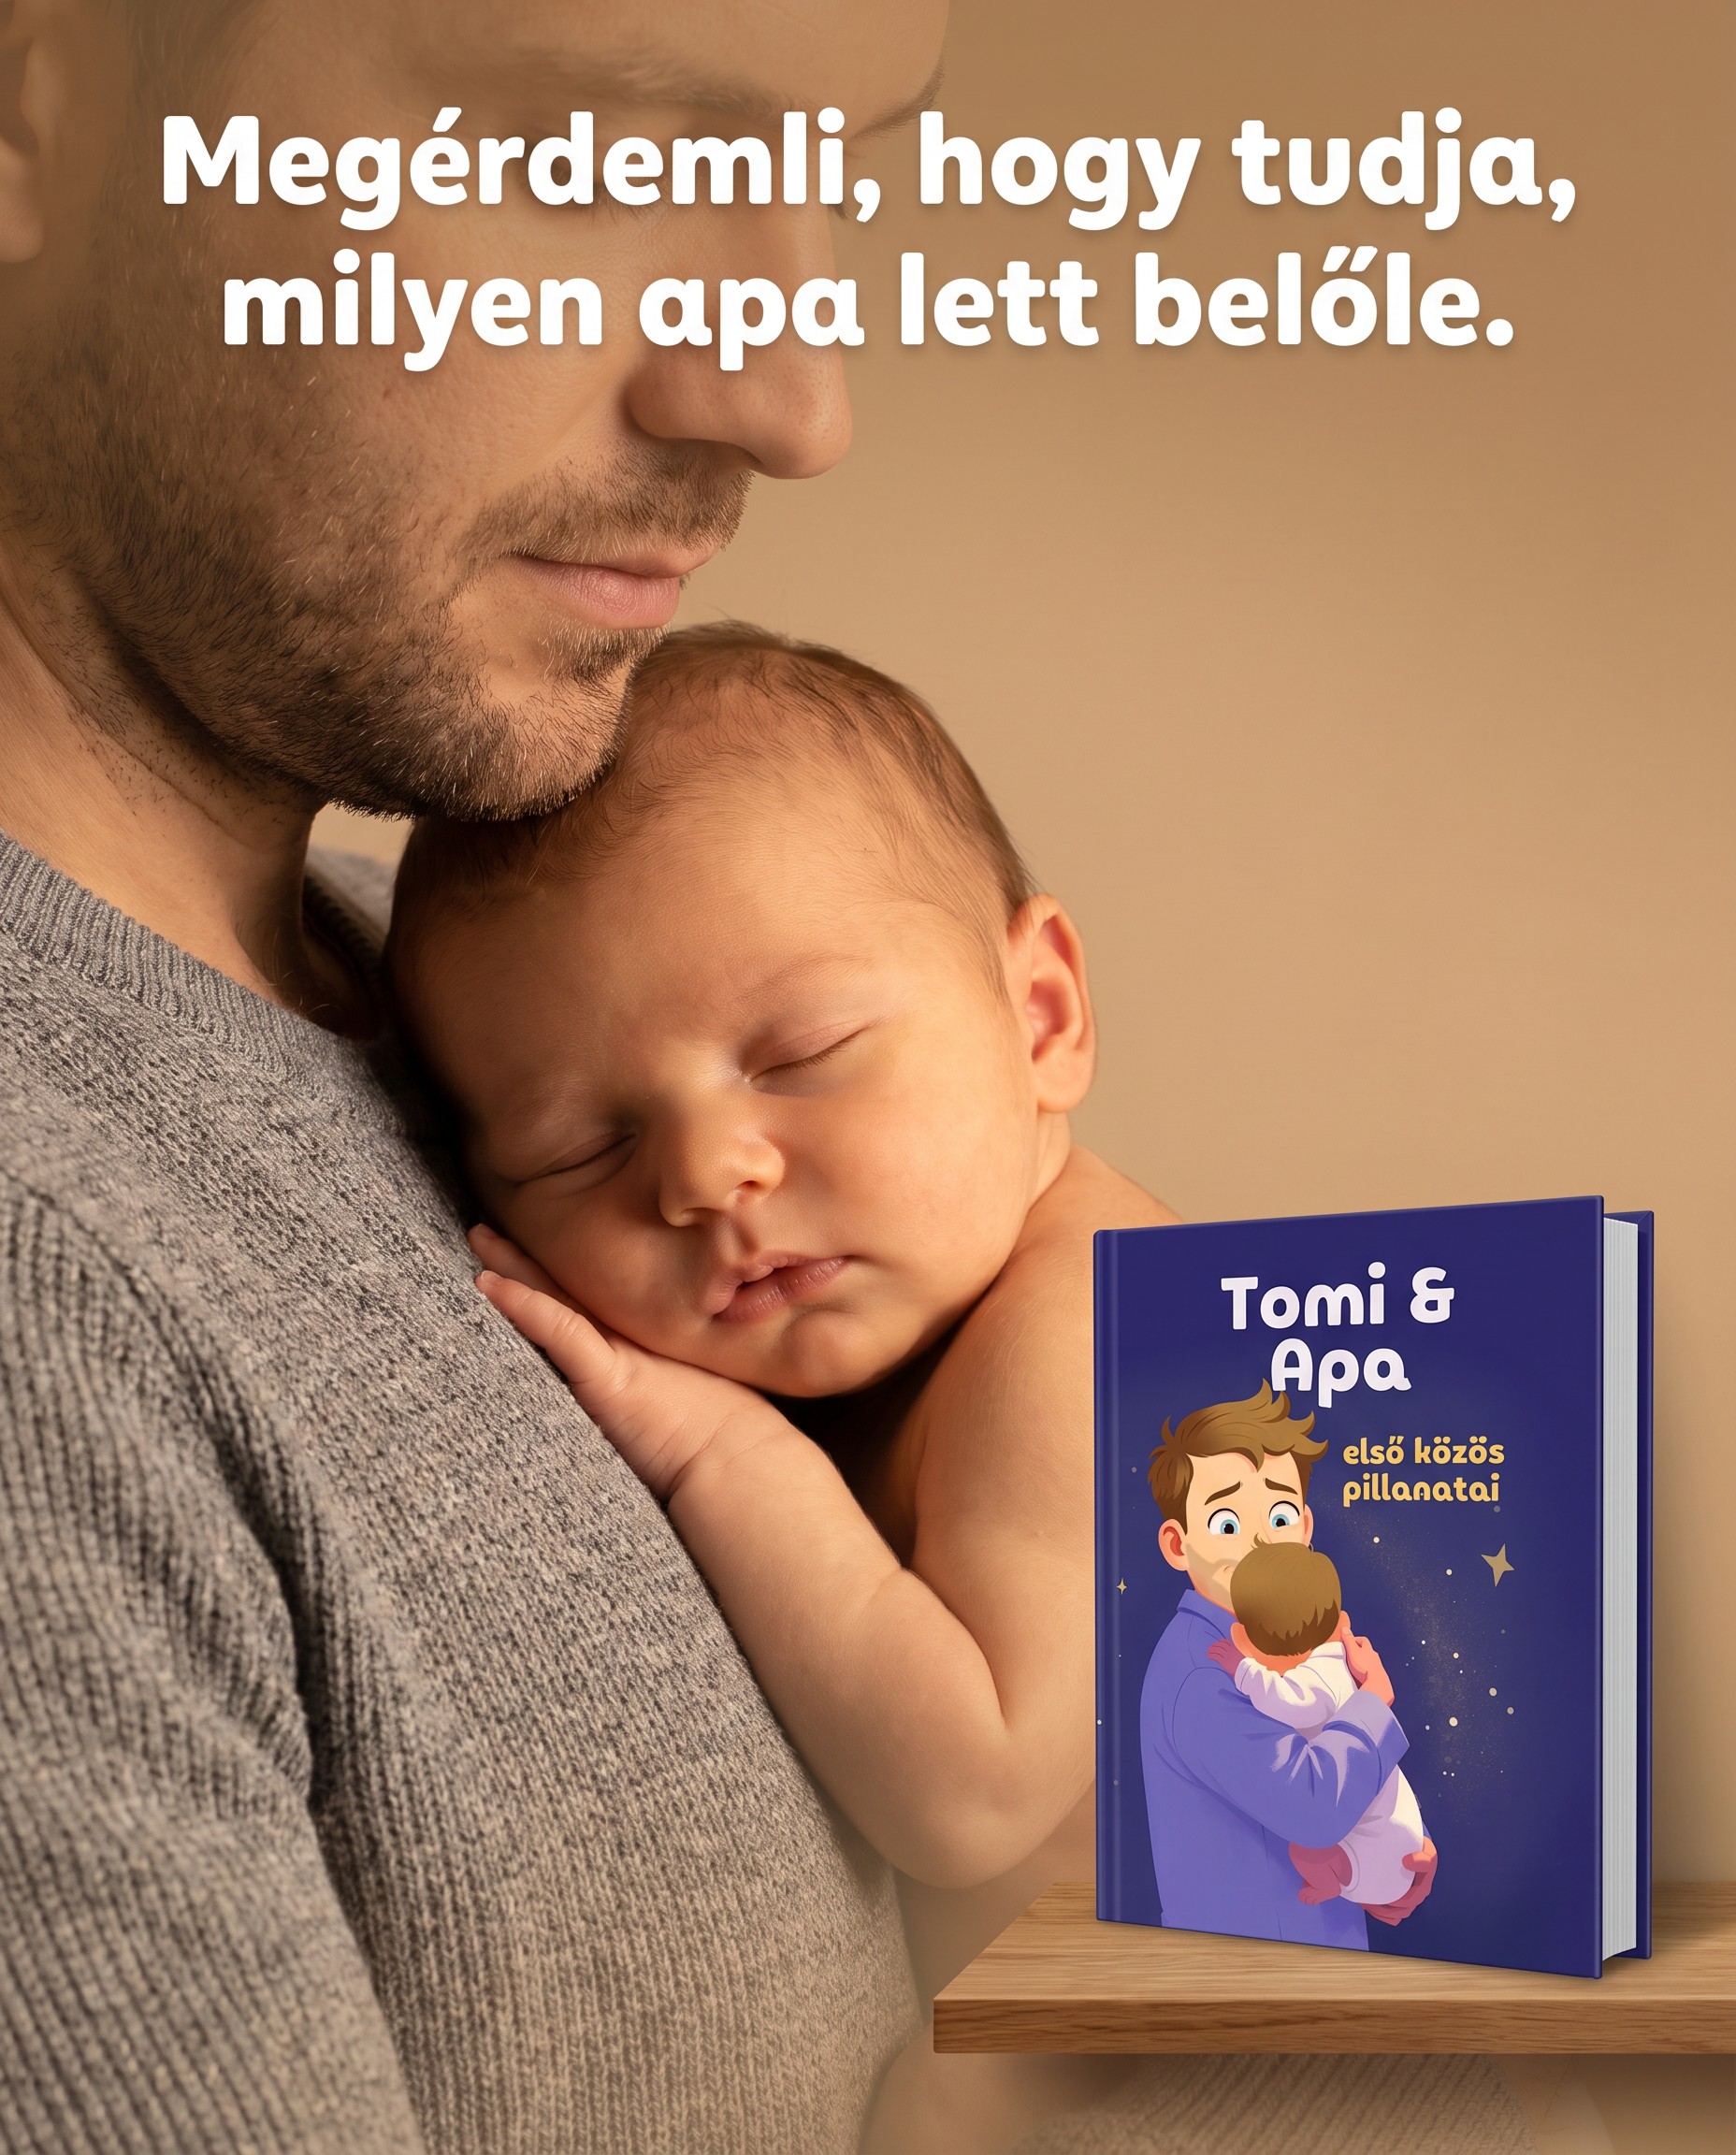 Megérdemli, hogy tudja,
milyen apa lett belőle.
Tomi &
Apa
első közös
pillanatai